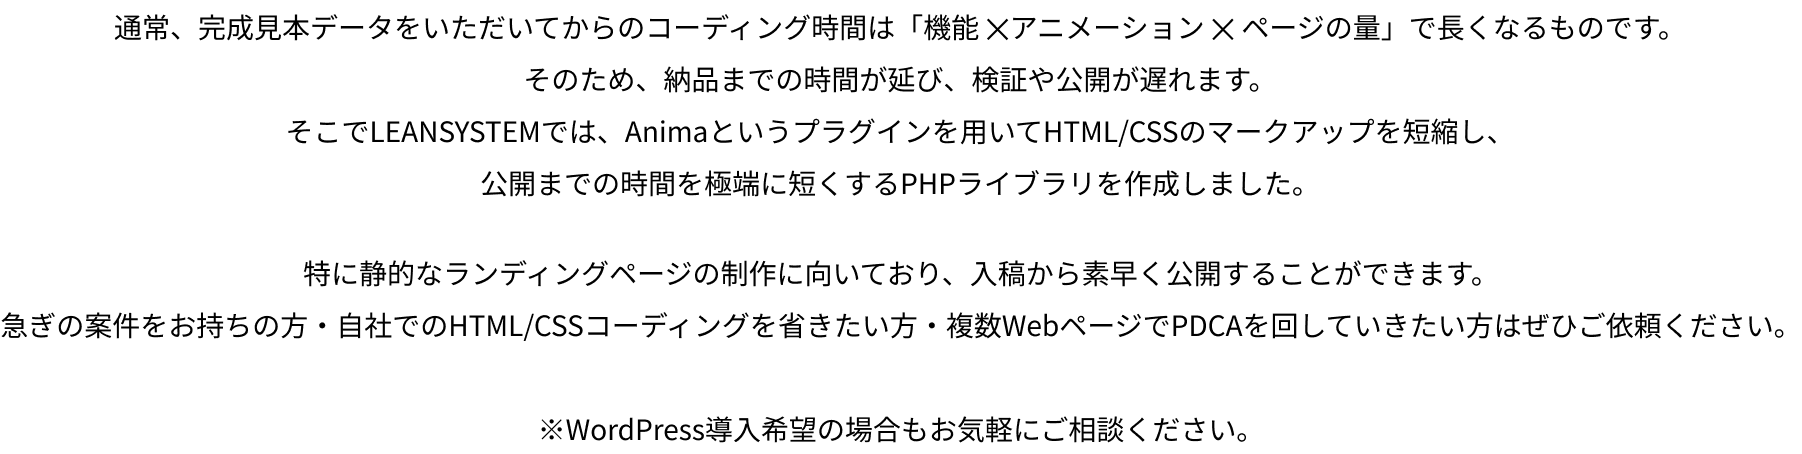 通常、完成見本データをいただいてからのコーディング時間は「機能 ×アニメーション × ページの量」で長くなるものです。
そのため、納品までの時間が延び、検証や公開が遅れます。
そこでLEANSYSTEMでは、Animaというプラグインを用いてHTML/CSSのマークアップを短縮し、
公開までの時間を極端に短くするPHPライブラリを作成しました。
特に静的なランディングページの制作に向いており、入稿から素早く公開することができます。
急ぎの案件をお持ちの方・自社でのHTML/CSSコーディングを省きたい方・複数WebページでPDCAを回していきたい方はぜひご依頼ください。
※WordPress導入希望の場合もお気軽にご相談ください。